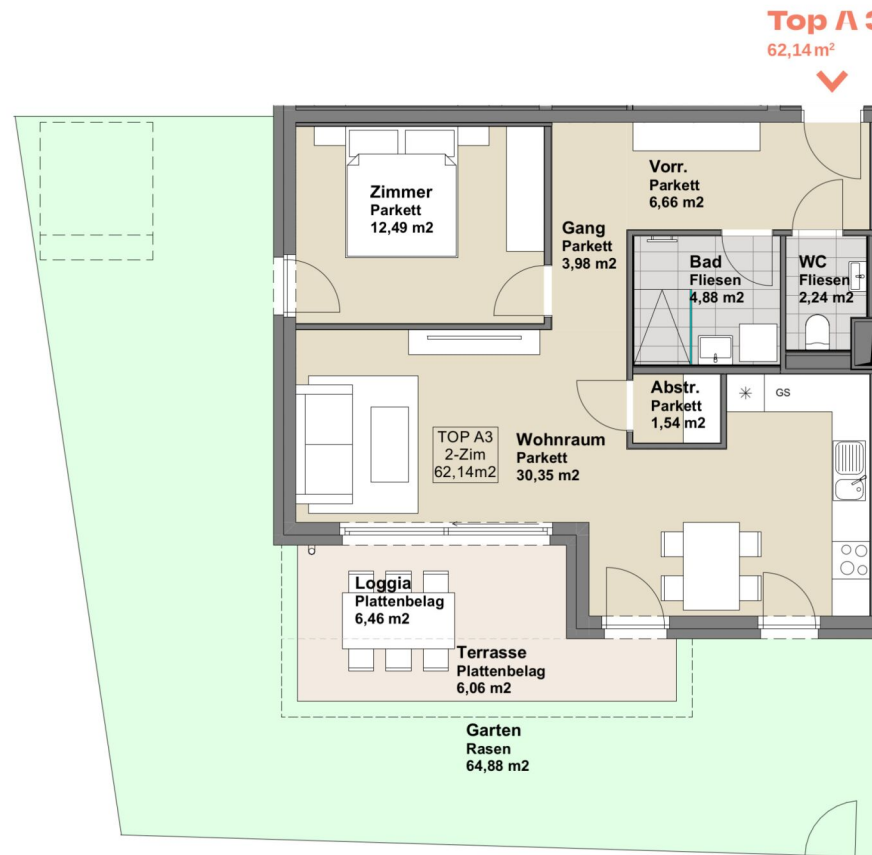 Top A 3
62,14 m²
Vorr.
Parkett
6,66 m2
Zimmer
Parkett
12,49 m2
Gang
Parkett
3,98 m2
Bad
Fliesen
4,88 m2
WC
Fliesen
2,24 m2
Abstr.
Parkett
1,54 m2
GS
TOP A3
2-Zim
62,14m2
Wohnraum
Parkett
30,35 m2
Loggia
Plattenbelag
6,46 m2
Terrasse
Plattenbelag
6,06 m2
Garten
Rasen
64,88 m2